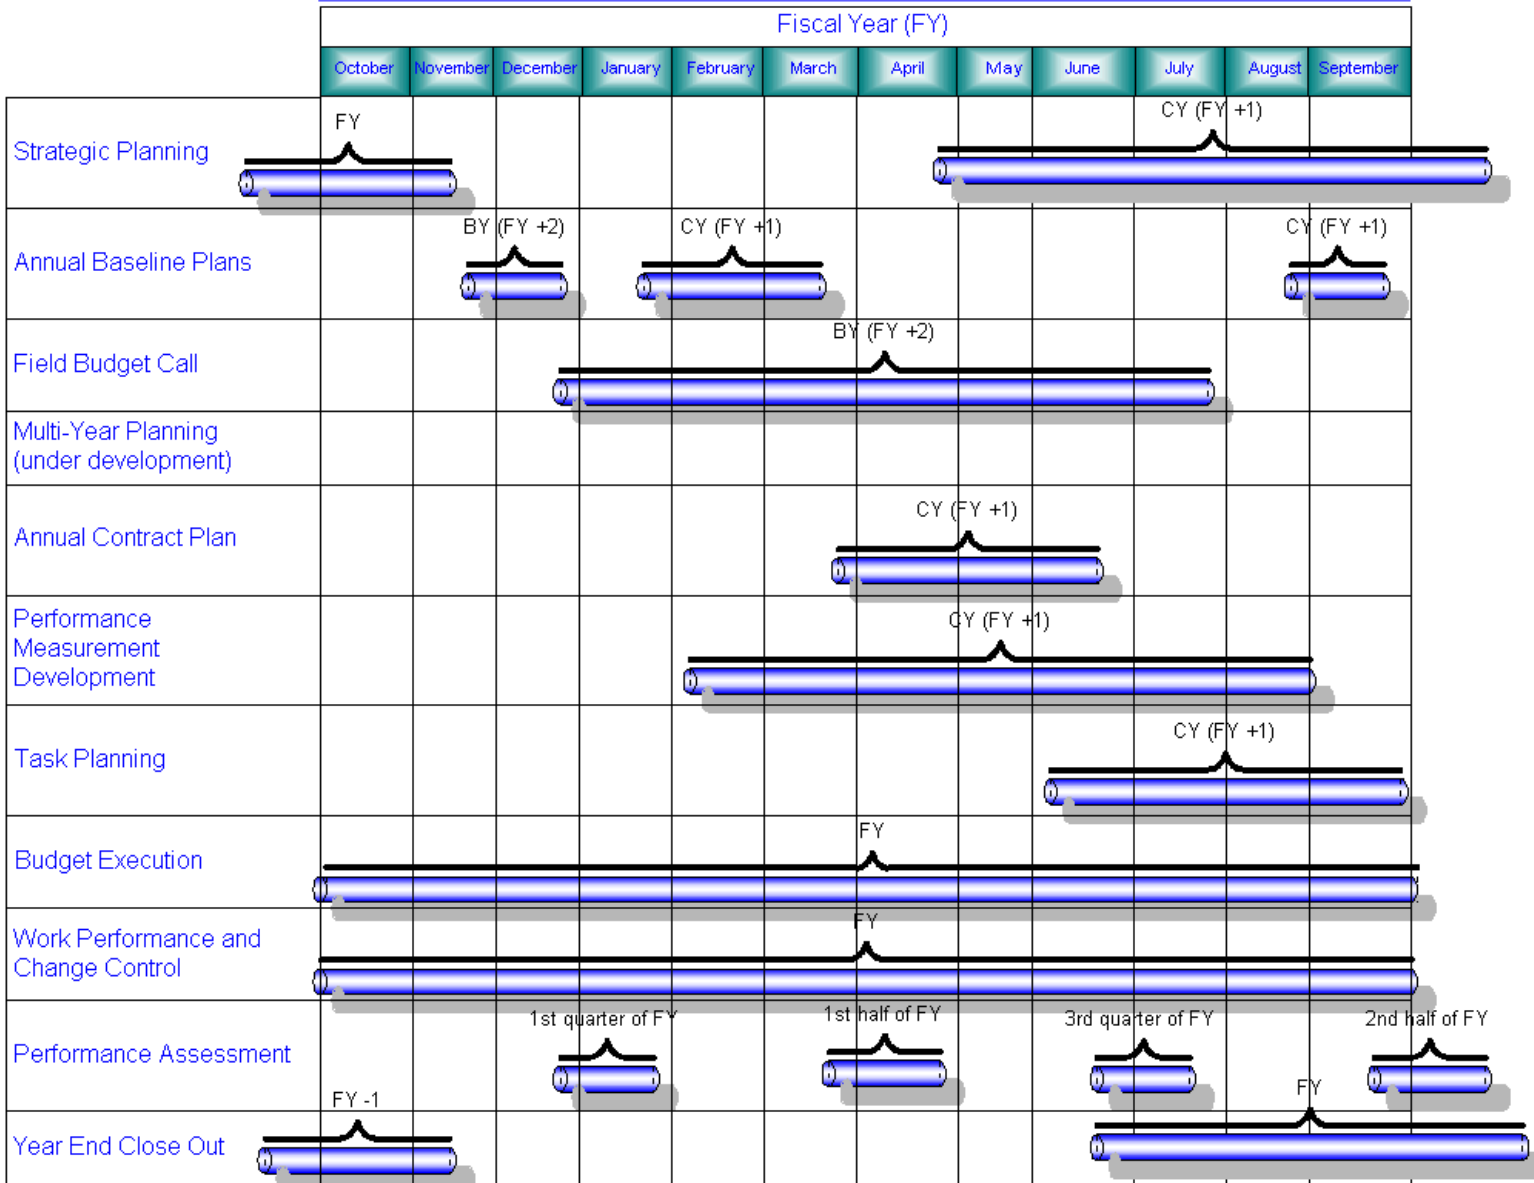 Fiscal Year (FY)
October November December January February March April May June July August September
FY
CY (FY +1)
Strategic Planning
BY (FY +2) CY (FY +1) CY (FY +1)
Annual Baseline Plans
BY (FY +2)
Field Budget Call
Multi-Year Planning
(under development)
CY (FY +1)
Annual Contract Plan
Performance
Measurement
Development
CY (FY +1)
CY (FY +1)
Task Planning
FY
Budget Execution
FY
Work Performance and
Change Control
1st quarter of FY 1st half of FY 3rd quarter of FY 2nd half of FY
Performance Assessment
FY -1
FY
Year End Close Out